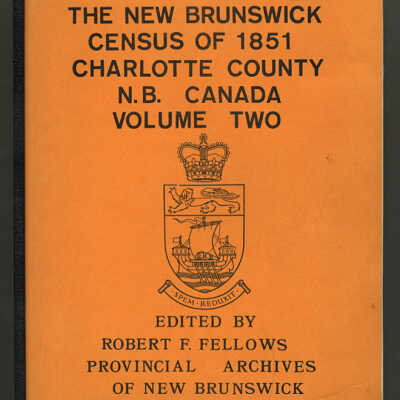 THE NEW BRUNSWICK
CENSUS OF 1851
CHARLOTTE COUNTY
N.B. CANADA
VOLUME TWO
SPEM · REDUXIT
EDITED BY
ROBERT F. FELLOWS
PROVINCIAL ARCHIVES
OF NEW BRUNSWICK